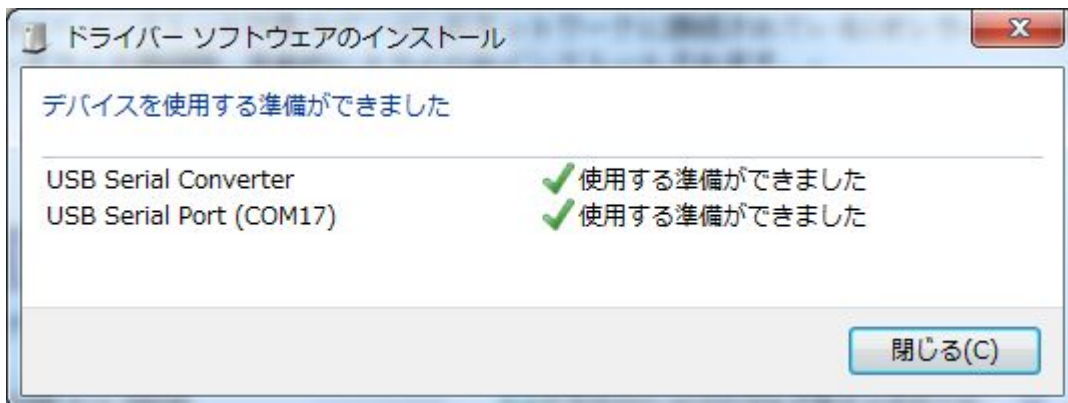 ドライバー ソフトウェアのインストール
デバイスを使用する準備ができました
USB Serial Converter 使用する準備ができました
USB Serial Port (COM17) 使用する準備ができました
閉じる(C)